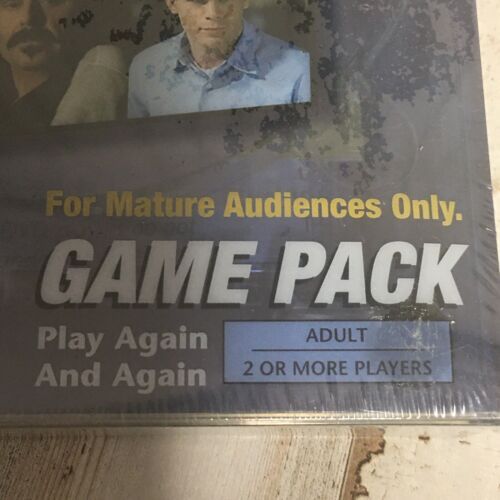 For Mature Audiences Only.
GAME PACK
Play Again
And Again
ADULT
2 OR MORE PLAYERS